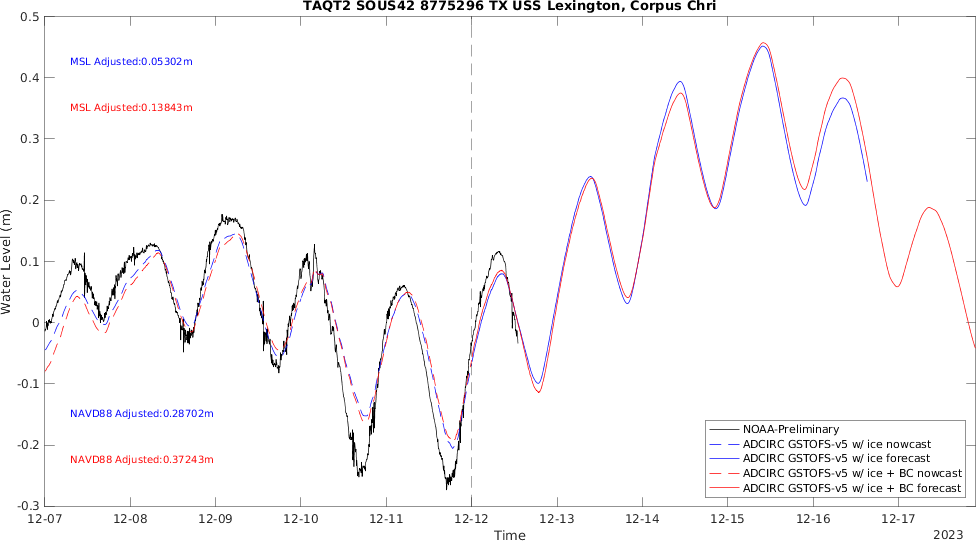 TAQT2 SOUS42 8775296 TX USS Lexington, Corpus Chri
MSL Adjusted:0.05302m
MSL Adjusted:0.13843m
NAVD88 Adjusted:0.28702m
NAVD88 Adjusted:0.37243m
Water Level (m)
0.5
0.4
0.3
0.2
0.1
0
-0.1
-0.2
-0.3
NOAA-Preliminary
ADCIRC GSTOFS-v5 w/ ice nowcast
ADCIRC GSTOFS-v5 w/ ice forecast
ADCIRC GSTOFS-v5 w/ ice + BC nowcast
ADCIRC GSTOFS-v5 w/ ice + BC forecast
12-07 12-08 12-09 12-10 12-11 12-12 12-13 12-14 12-15 12-16 12-17
Time
2023